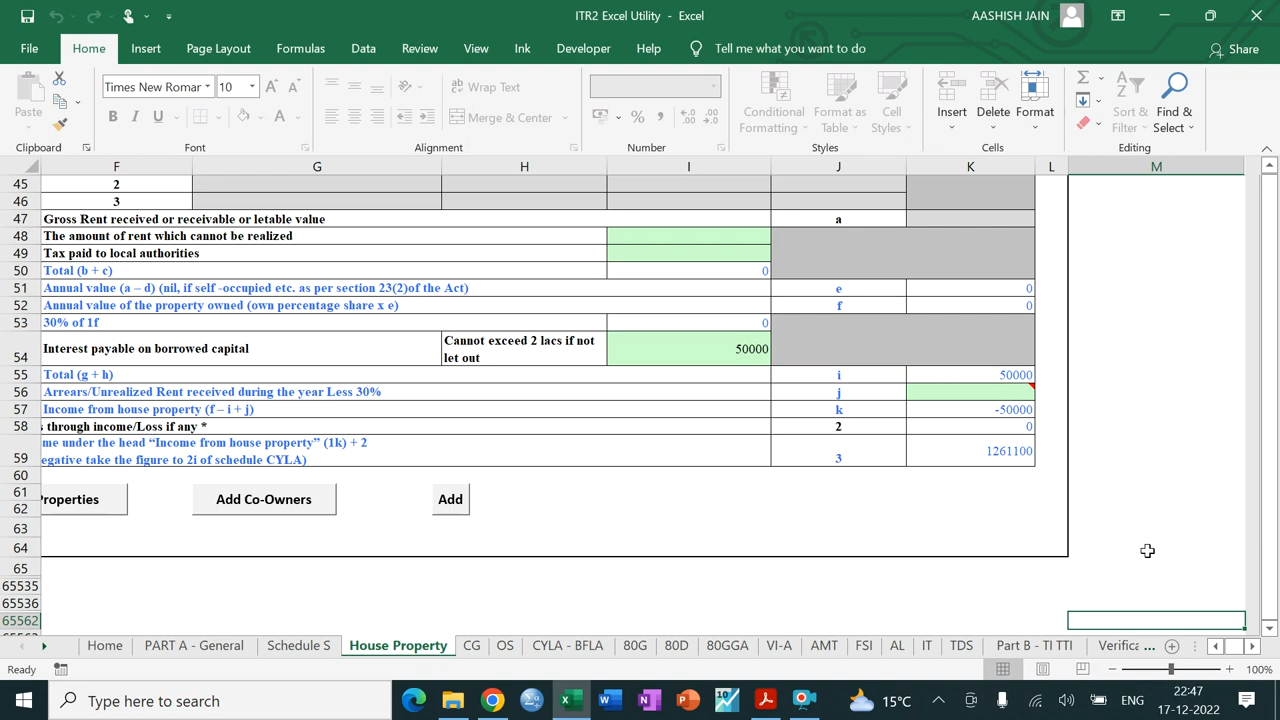 ITR2 Excel Utility - Excel
AASHISH JAIN
File Home Insert Page Layout Formulas Data Review View Ink Developer Help Tell me what you want to do Share
Paste
Times New Roman 10
B I U
Wrap Text
Merge & Center
Conditional Formatting
Format as Table
Cell Styles
Insert Delete Format
Sort & Filter
Find & Select
Clipboard Font Alignment Number Styles Cells Editing
F G H I J K L M
45 2
46 3
47 Gross Rent received or receivable or letable value a
48 The amount of rent which cannot be realized
49 Tax paid to local authorities
50 Total (b + c) 0
51 Annual value (a – d) (nil, if self -occupied etc. as per section 23(2)of the Act) e 0
52 Annual value of the property owned (own percentage share x e) f 0
53 30% of 1f 0
54 Interest payable on borrowed capital Cannot exceed 2 lacs if not let out 50000
55 Total (g + h) i 50000
56 Arrears/Unrealized Rent received during the year Less 30% j
57 Income from house property (f – i + j) k -50000
58 s through income/Loss if any * 2 0
me under the head “Income from house property” (1k) + 2
59 egative take the figure to 2i of schedule CYLA) 3 1261100
60
61
62
Properties Add Co-Owners Add
63
64
65
65535
65536
65562
Home PART A - General Schedule S House Property CG OS CYLA - BFLA 80G 80D 80GGA VI-A AMT FSI AL IT TDS Part B - TI TTI Verific ...
Ready 100%
Type here to search
15°C
ENG
22:47
17-12-2022